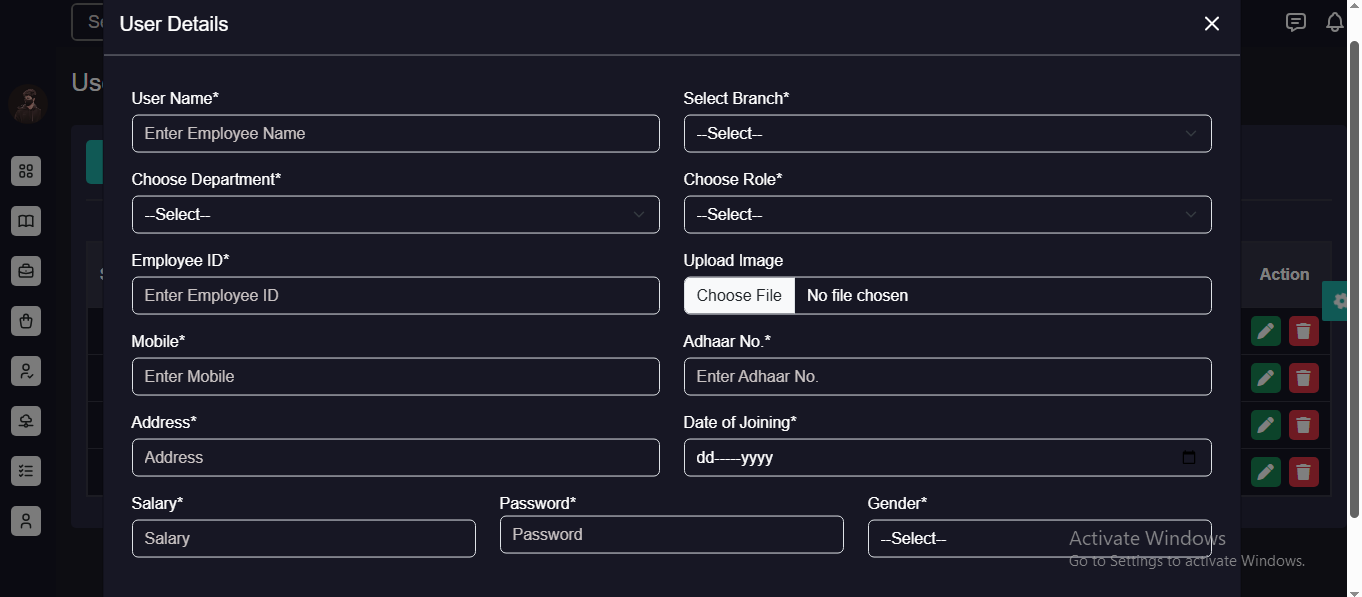 User Details
User Name*
Select Branch*
Enter Employee Name
--Select--
Choose Department*
Choose Role*
--Select--
--Select--
Employee ID*
Upload Image
Enter Employee ID
Choose File No file chosen
Action
Mobile*
Adhaar No.*
Enter Mobile
Enter Adhaar No.
Address*
Date of Joining*
Address
dd-----yyyy
Salary*
Password*
Gender*
Salary
Password
--Select--
Activate Windows
Go to Settings to activate Windows.